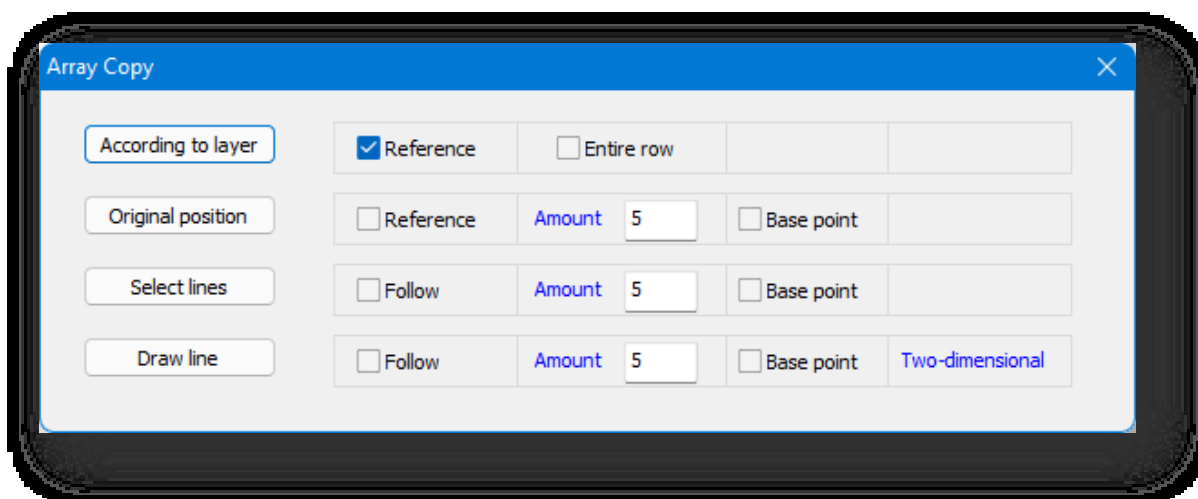 Array Copy
According to layer Reference Entire row
Original position Reference Amount 5 Base point
Select lines Follow Amount 5 Base point
Draw line Follow Amount 5 Base point Two-dimensional